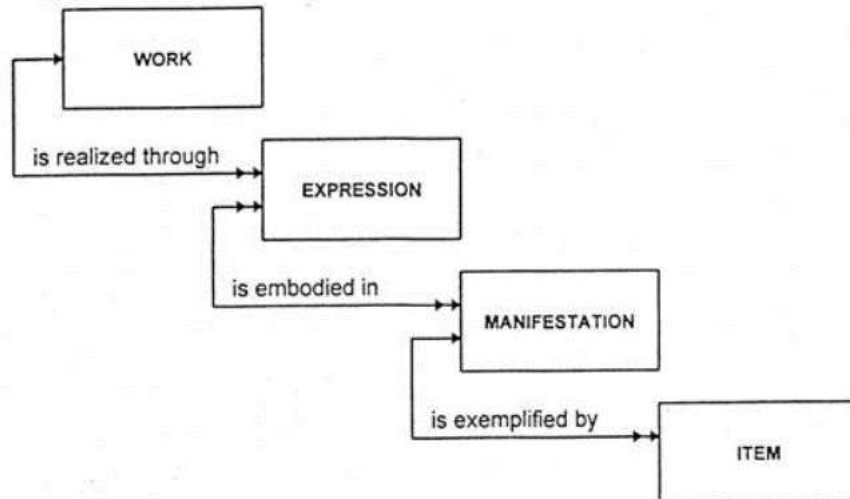 WORK
is realized through
EXPRESSION
is embodied in
MANIFESTATION
is exemplified by
ITEM